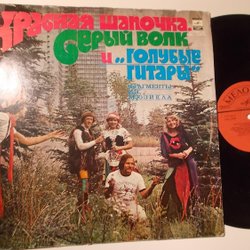 Красная шапочка.
Серый волк
и „голубые
гитары"
фрагменты
из
мюзикла